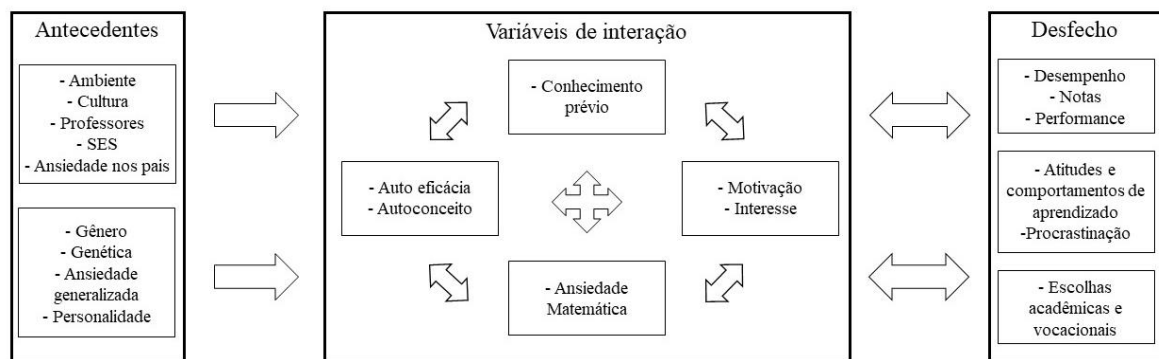 Antecedentes
- Ambiente
- Cultura
- Professores
- SES
- Ansiedade nos pais
- Gênero
- Genética
- Ansiedade
generalizada
- Personalidade
Variáveis de interação
- Conhecimento
prévio
- Auto eficácia
- Autoconceito
- Motivação
- Interesse
- Ansiedade
Matemática
Desfecho
- Desempenho
- Notas
- Performance
- Atitudes e
comportamentos de
aprendizado
-Procrastinação
- Escolhas
acadêmicas e
vocacionais